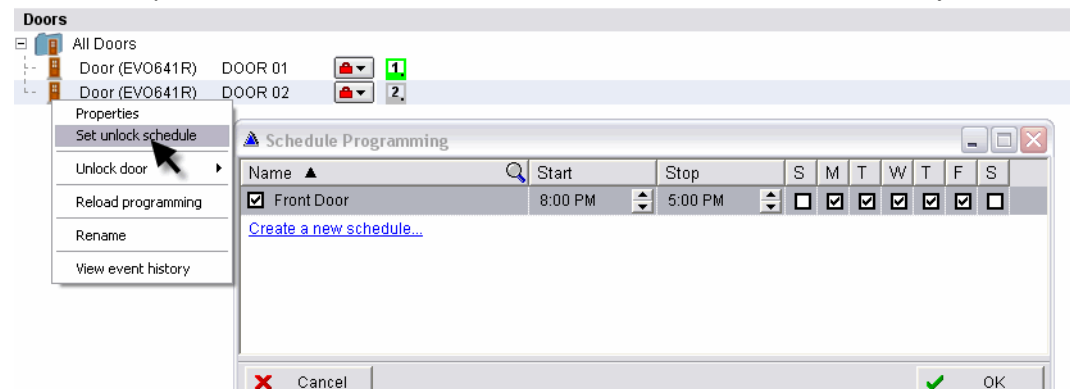 Doors
All Doors
Door (EVO641R) DOOR 01 1
Door (EVO641R) DOOR 02 2
Properties
Set unlock schedule
Unlock door
Reload programming
Rename
View event history
Schedule Programming
Name Start Stop S M T W T F S
Front Door 8:00 PM 5:00 PM
Create a new schedule...
Cancel OK